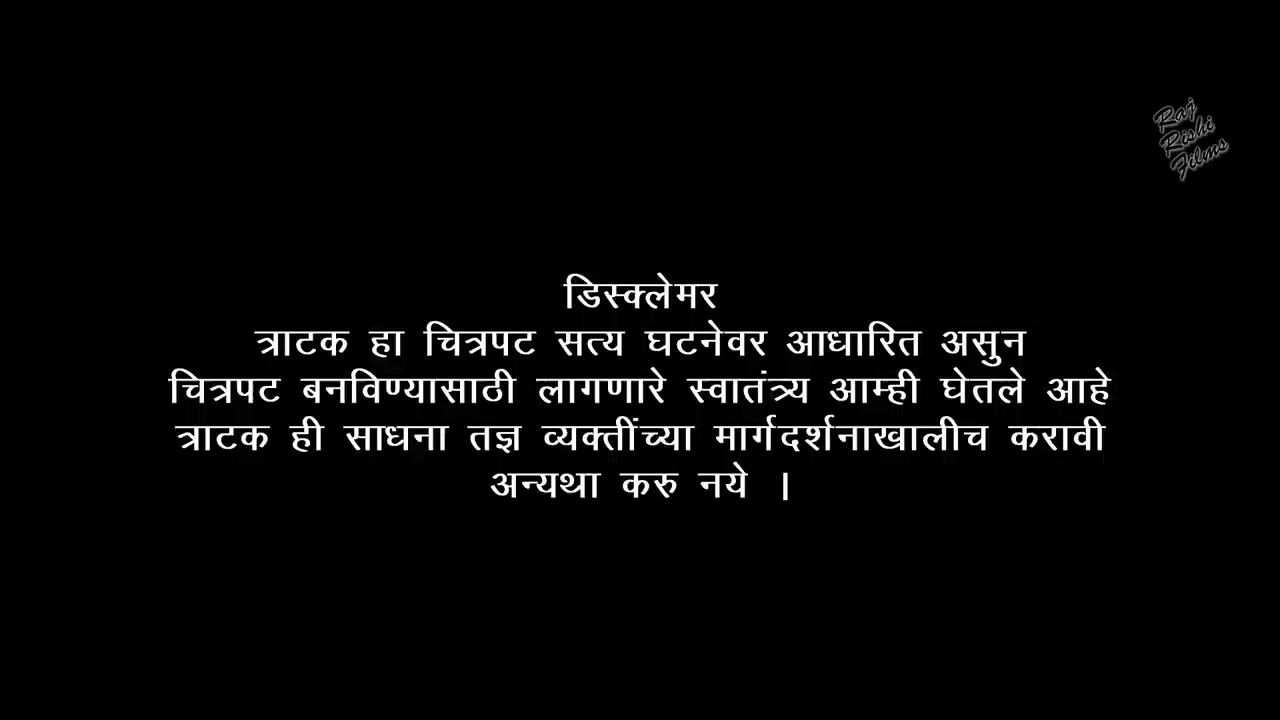 Raj
Rishi
Films
डिस्क्लेमर
त्राटक हा चित्रपट सत्य घटनेवर आधारित असुन
चित्रपट बनविण्यासाठी लागणारे स्वातंत्र्य आम्ही घेतले आहे
त्राटक ही साधना तज्ञ व्यक्तींच्या मार्गदर्शनाखालीच करावी
अन्यथा करु नये ।